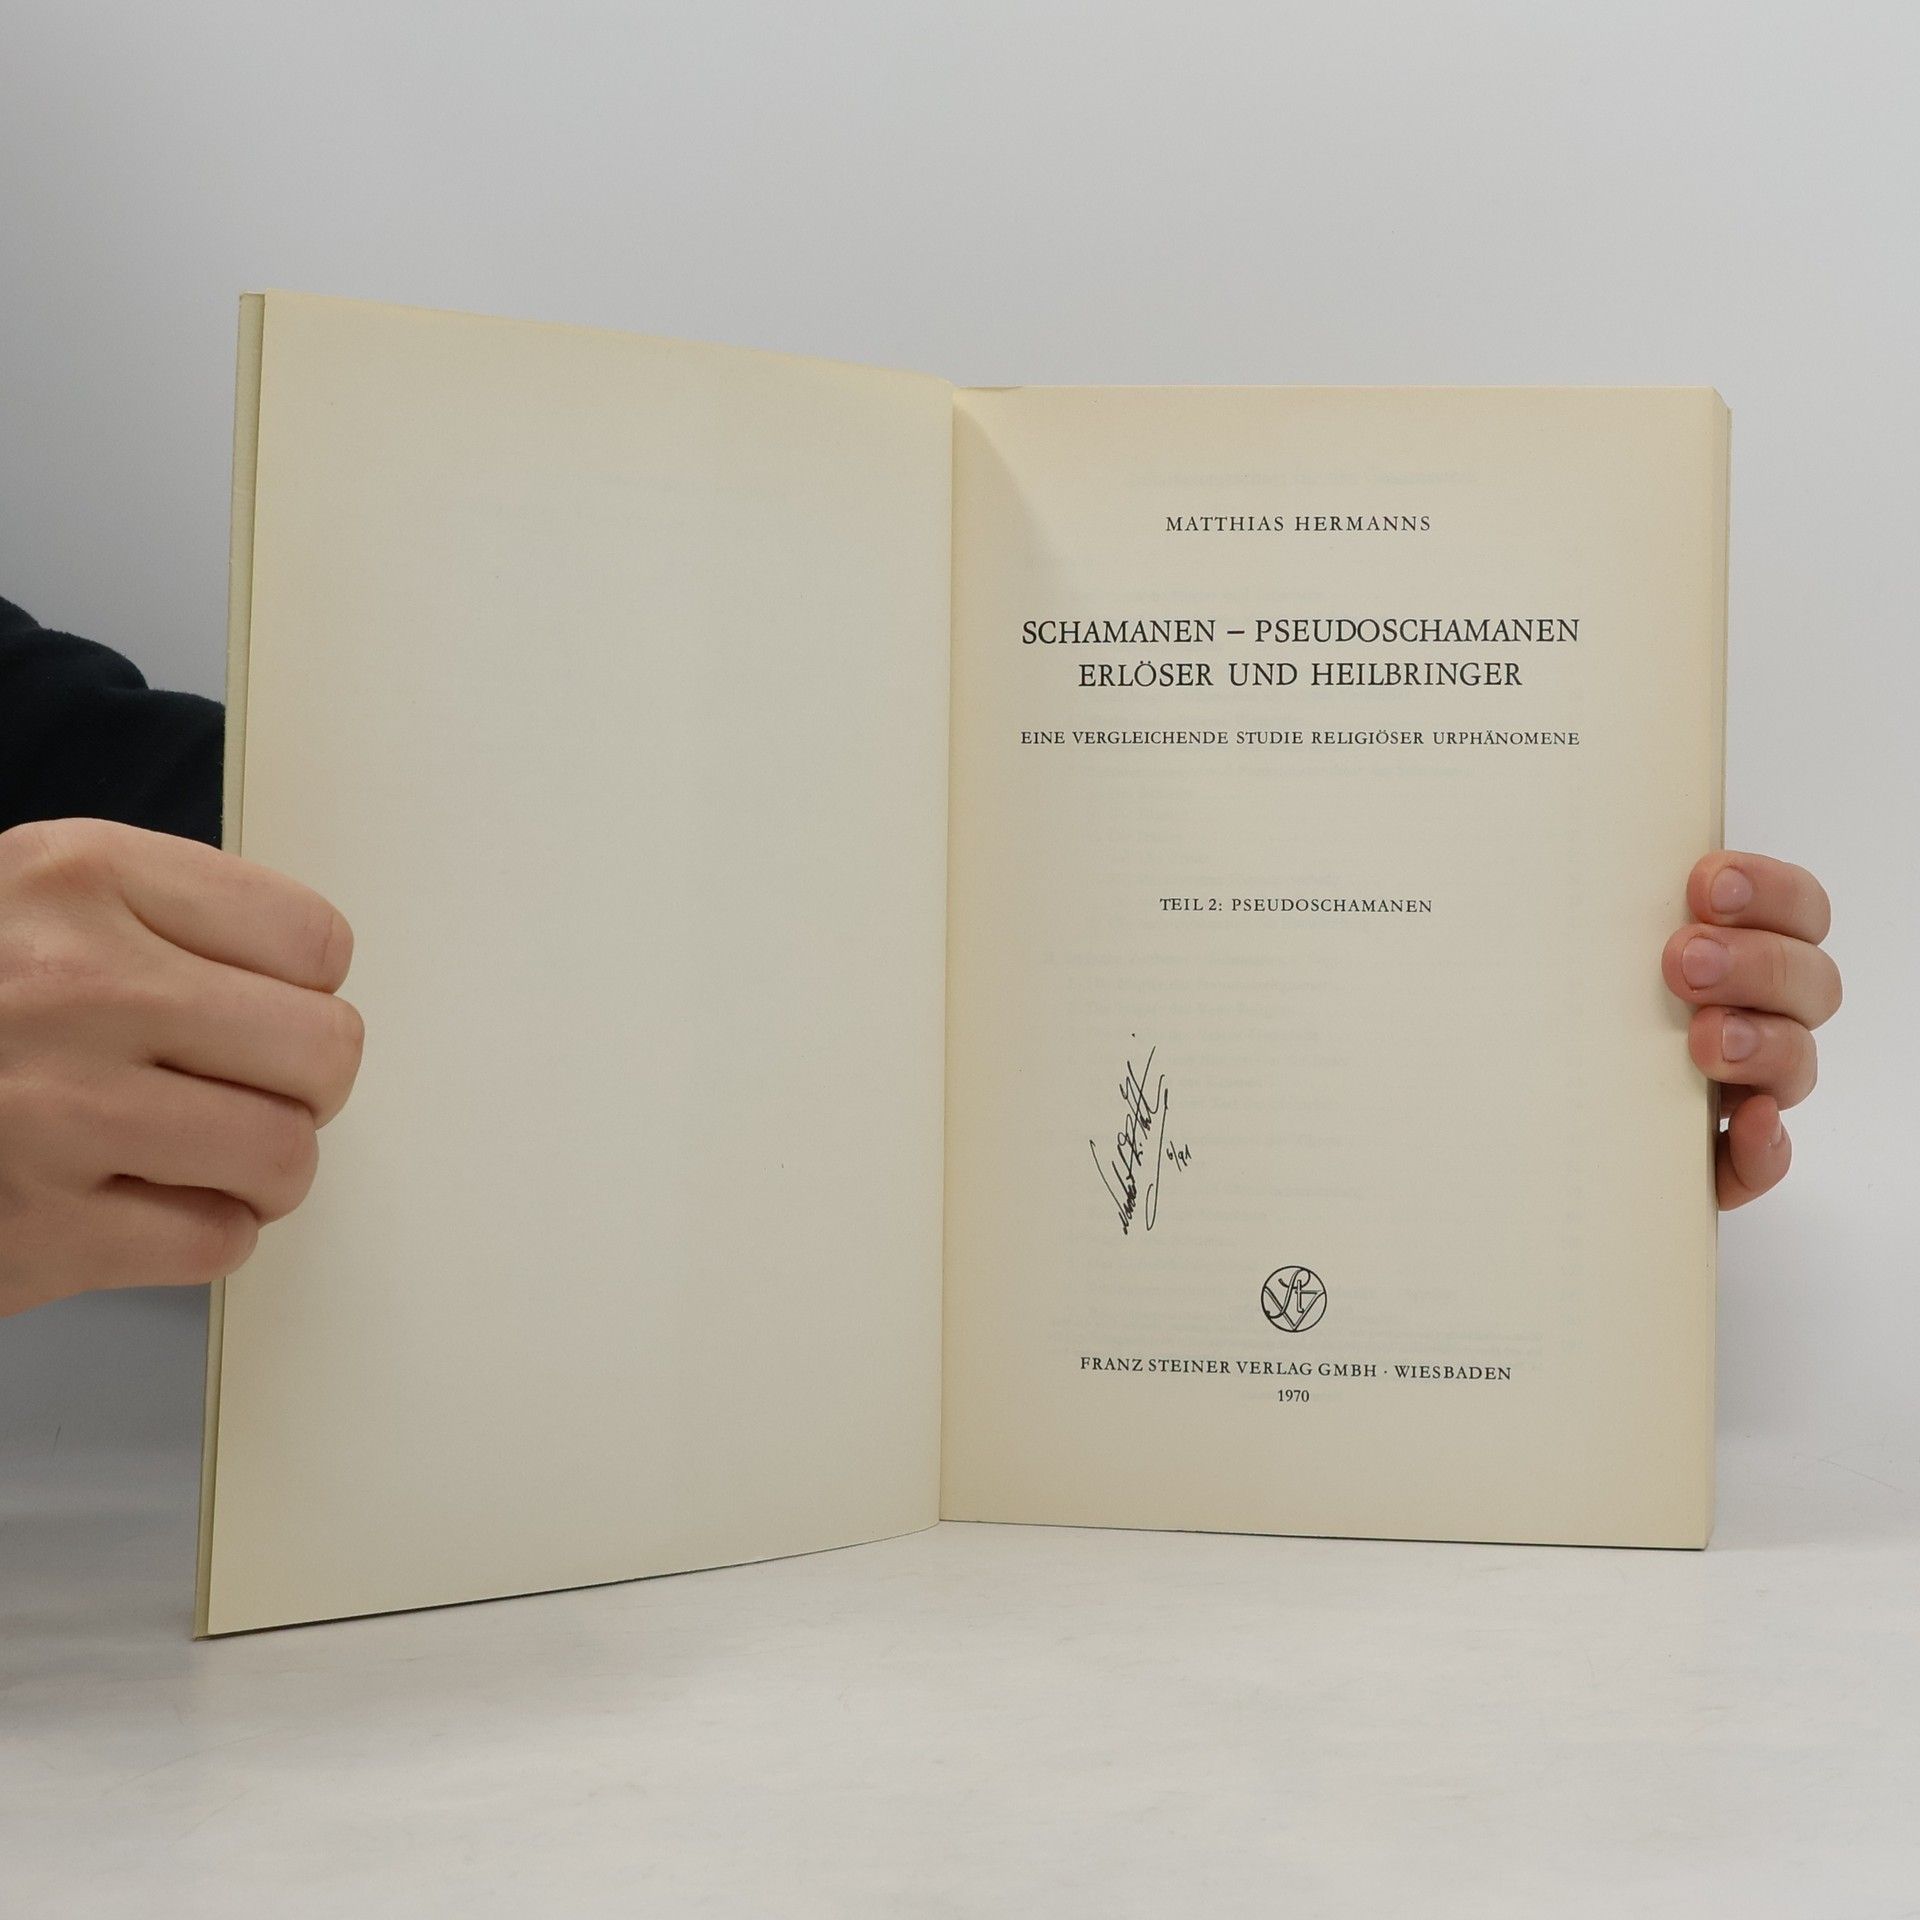 MATTHIAS HERMANNS
SCHAMANEN – PSEUDOSCHAMANEN
ERLÖSER UND HEILBRINGER
EINE VERGLEICHENDE STUDIE RELIGIÖSER URPHÄNOMENE
TEIL 2: PSEUDOSCHAMANEN
6/91
FRANZ STEINER VERLAG GMBH · WIESBADEN
1970